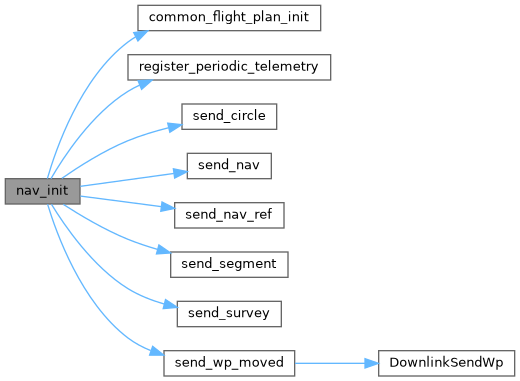 common_flight_plan_init
register_periodic_telemetry
send_circle
send_nav
nav_init
send_nav_ref
send_segment
send_survey
send_wp_moved
DownlinkSendWp